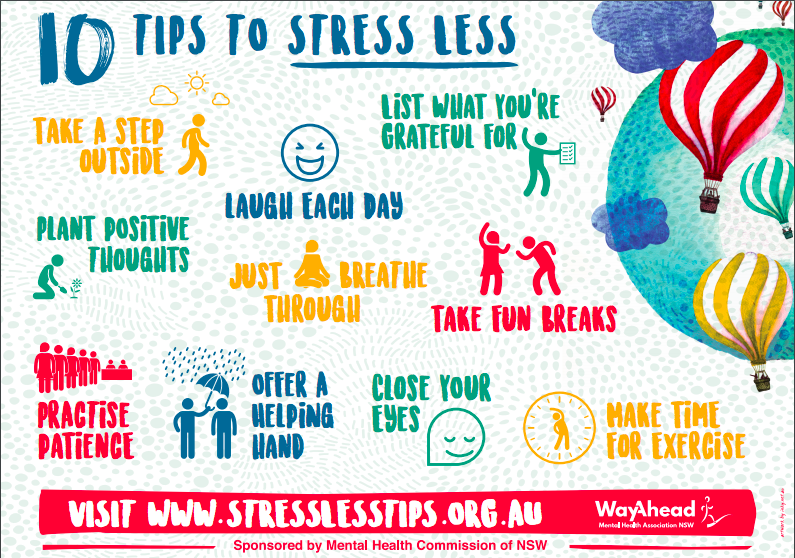 10 TIPS TO STRESS LESS
TAKE A STEP
OUTSIDE
LAUGH EACH DAY
LIST WHAT YOU'RE
GRATEFUL FOR
PLANT POSITIVE
THOUGHTS
JUST BREATHE
THROUGH
TAKE FUN BREAKS
PRACTISE
PATIENCE
OFFER A
HELPING
HAND
CLOSE YOUR
EYES
MAKE TIME
FOR EXERCISE
VISIT WWW.STRESSLESSTIPS.ORG.AU
WayAhead
Mental Health Association NSW
Sponsored by Mental Health Commission of NSW